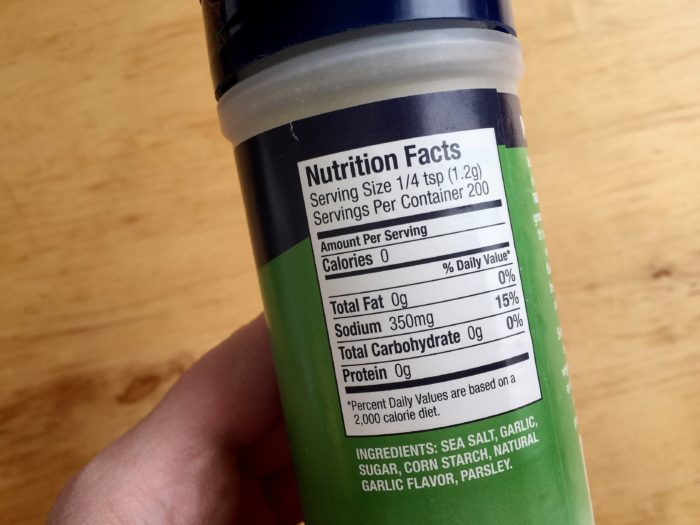 Nutrition Facts
Serving Size 1/4 tsp (1.2g)
Servings Per Container 200
Amount Per Serving
Calories 0
% Daily Value*
Total Fat 0g 0%
Sodium 350mg 15%
Total Carbohydrate 0g 0%
Protein 0g
*Percent Daily Values are based on a
2,000 calorie diet.
INGREDIENTS: SEA SALT, GARLIC,
SUGAR, CORN STARCH, NATURAL
GARLIC FLAVOR, PARSLEY.